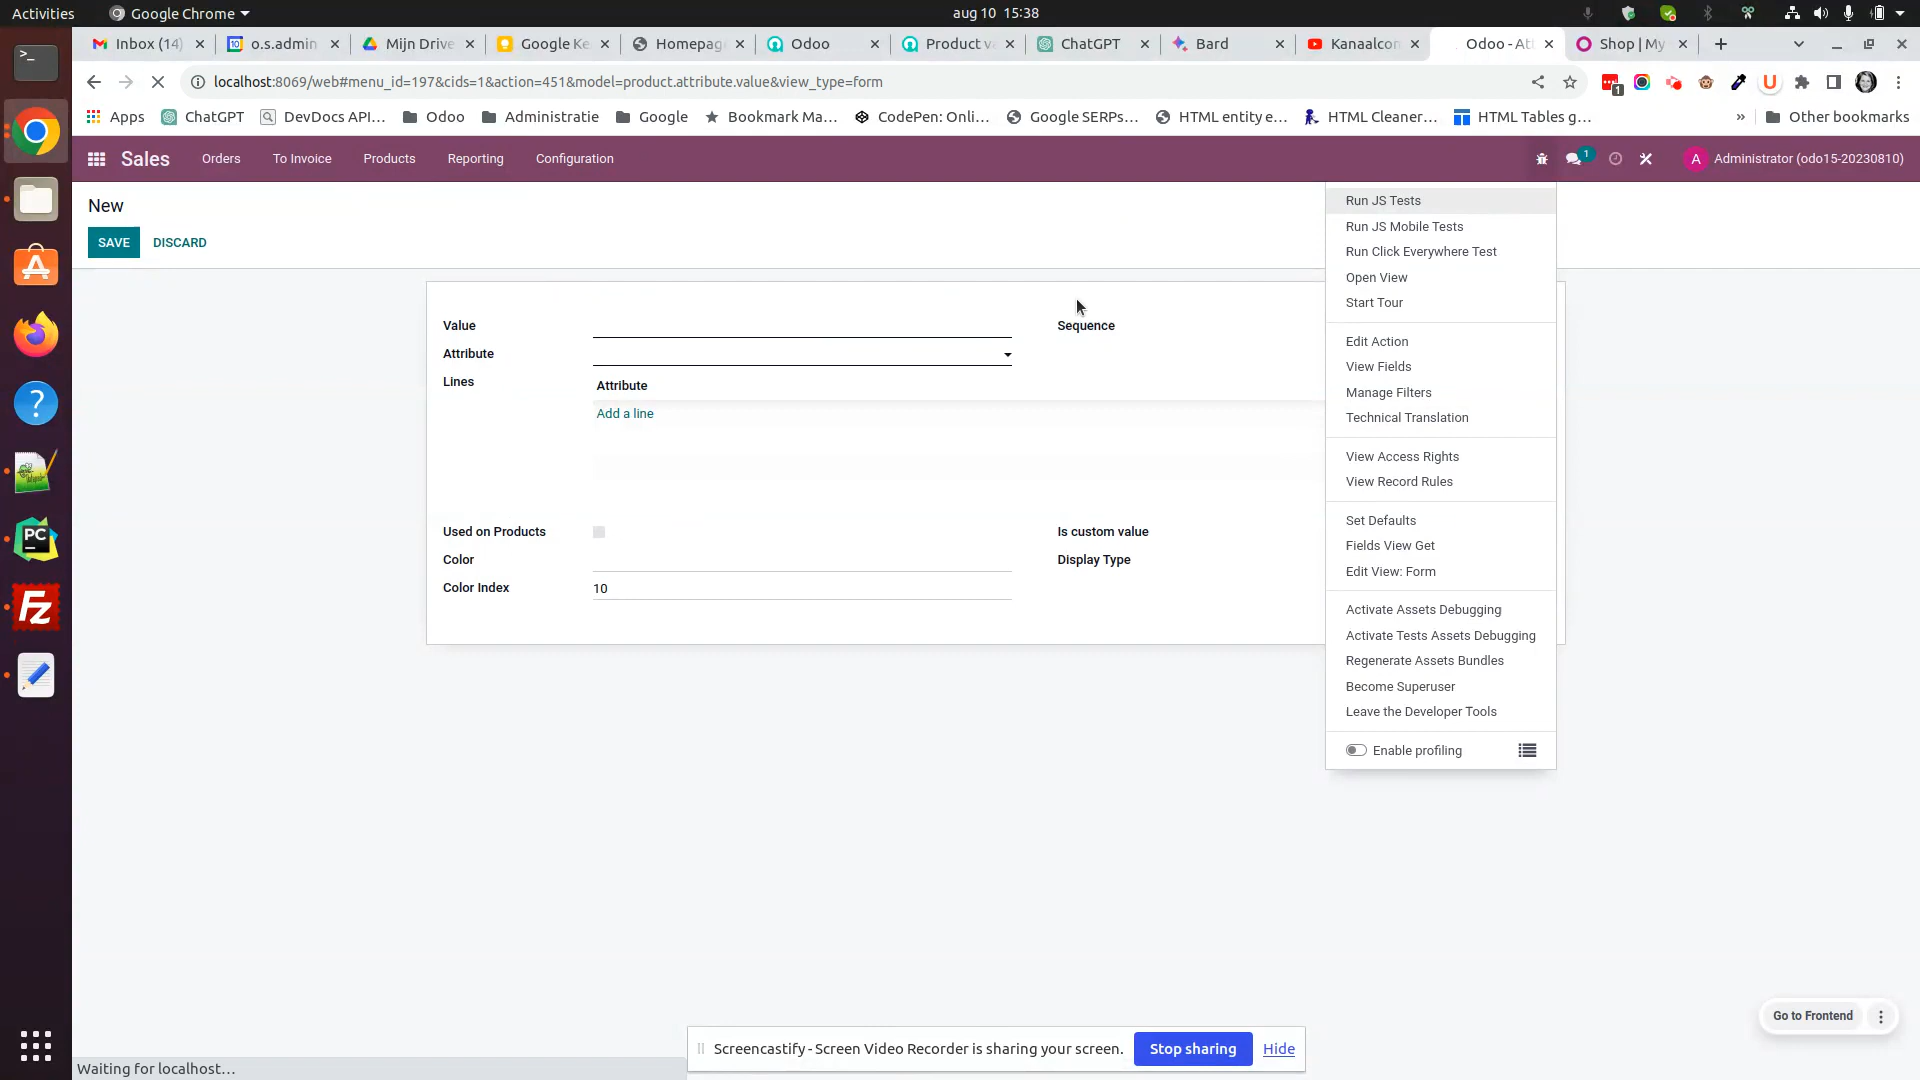 Activities
Google Chrome
aug 10 15:38
Inbox (14)
o.s.admin
Mijn Drive
Google Ke
Homepag
Odoo
Product va
ChatGPT
Bard
Kanaalcon
Odoo - Att
Shop | My
localhost:8069/web#menu_id=197&cids=1&action=451&model=product.attribute.value&view_type=form
1
Apps
ChatGPT
DevDocs API...
Odoo
Administratie
Google
Bookmark Ma...
CodePen: Onli...
Google SERPs...
HTML entity e...
HTML Cleaner...
HTML Tables g...
»
Other bookmarks
Sales
Orders
To Invoice
Products
Reporting
Configuration
1
A
Administrator (odo15-20230810)
New
SAVE
DISCARD
Value
Sequence
Attribute
Lines
Attribute
Add a line
Used on Products
Is custom value
Color
Display Type
Color Index
10
Run JS Tests
Run JS Mobile Tests
Run Click Everywhere Test
Open View
Start Tour
Edit Action
View Fields
Manage Filters
Technical Translation
View Access Rights
View Record Rules
Set Defaults
Fields View Get
Edit View: Form
Activate Assets Debugging
Activate Tests Assets Debugging
Regenerate Assets Bundles
Become Superuser
Leave the Developer Tools
Enable profiling
Go to Frontend
Screencastify - Screen Video Recorder is sharing your screen.
Stop sharing
Hide
Waiting for localhost...